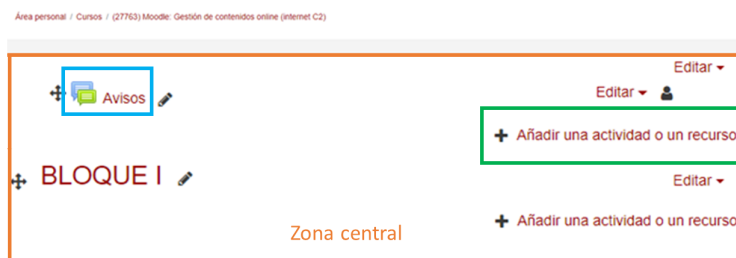 Área personal / Cursos / (27763) Moodle: Gestión de contenidos online (internet C2)
Editar
Avisos
Editar
Añadir una actividad o un recurso
BLOQUE I
Editar
Añadir una actividad o un recurso
Zona central